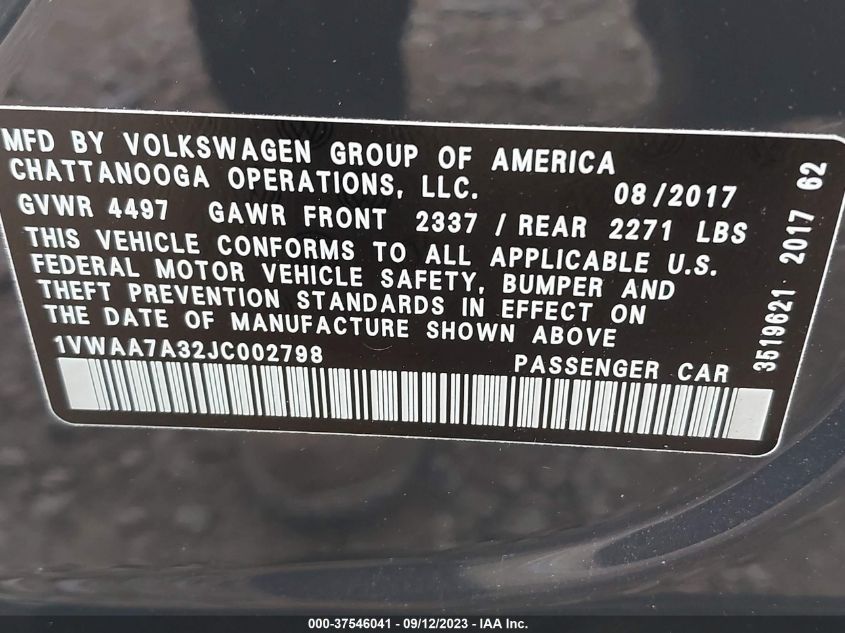 MFD BY VOLKSWAGEN GROUP OF AMERICA
CHATTANOOGA OPERATIONS, LLC. 08/2017
GVWR 4497 GAWR FRONT 2337 / REAR 2271 LBS
THIS VEHICLE CONFORMS TO ALL APPLICABLE U.S.
FEDERAL MOTOR VEHICLE SAFETY, BUMPER AND
THEFT PREVENTION STANDARDS IN EFFECT ON
THE DATE OF MANUFACTURE SHOWN ABOVE
1VWAA7A32JC002798 PASSENGER CAR
3519621 2017 62
000-37546041 - 09/12/2023 - IAA Inc.